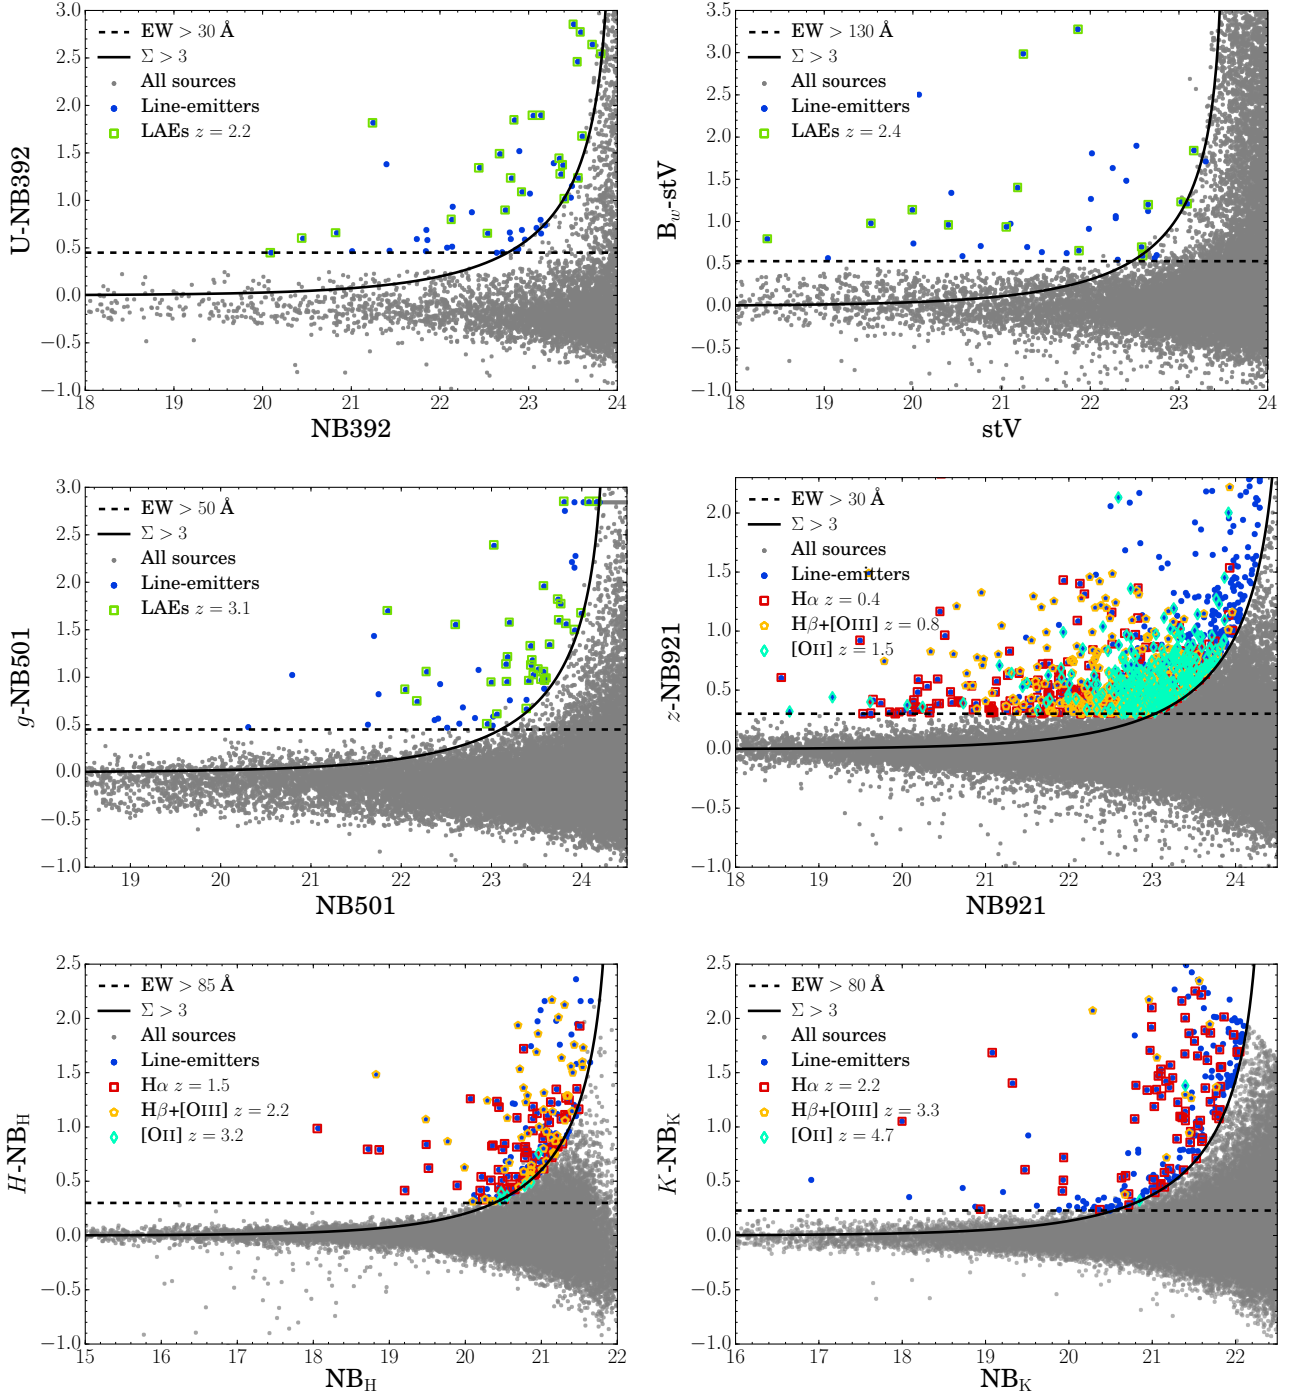 3.0
2.5
2.0
1.5
1.0
0.5
0.0
−0.5
−1.0
U-NB392
EW > 30 Å
Σ > 3
All sources
Line-emitters
LAEs z = 2.2
18 19 20 21 22 23 24
NB392
3.5
3.0
2.5
2.0
1.5
1.0
0.5
0.0
−0.5
−1.0
B_w-stV
EW > 130 Å
Σ > 3
All sources
Line-emitters
LAEs z = 2.4
18 19 20 21 22 23 24
stV
3.0
2.5
2.0
1.5
1.0
0.5
0.0
−0.5
−1.0
g-NB501
EW > 50 Å
Σ > 3
All sources
Line-emitters
LAEs z = 3.1
19 20 21 22 23 24
NB501
2.0
1.5
1.0
0.5
0.0
−0.5
−1.0
z-NB921
EW > 30 Å
Σ > 3
All sources
Line-emitters
Hα z = 0.4
Hβ+[OIII] z = 0.8
[OII] z = 1.5
18 19 20 21 22 23 24
NB921
2.5
2.0
1.5
1.0
0.5
0.0
−0.5
−1.0
H-NB_H
EW > 85 Å
Σ > 3
All sources
Line-emitters
Hα z = 1.5
Hβ+[OIII] z = 2.2
[OII] z = 3.2
15 16 17 18 19 20 21 22
NB_H
2.5
2.0
1.5
1.0
0.5
0.0
−0.5
−1.0
K-NB_K
EW > 80 Å
Σ > 3
All sources
Line-emitters
Hα z = 2.2
Hβ+[OIII] z = 3.3
[OII] z = 4.7
16 17 18 19 20 21 22
NB_K